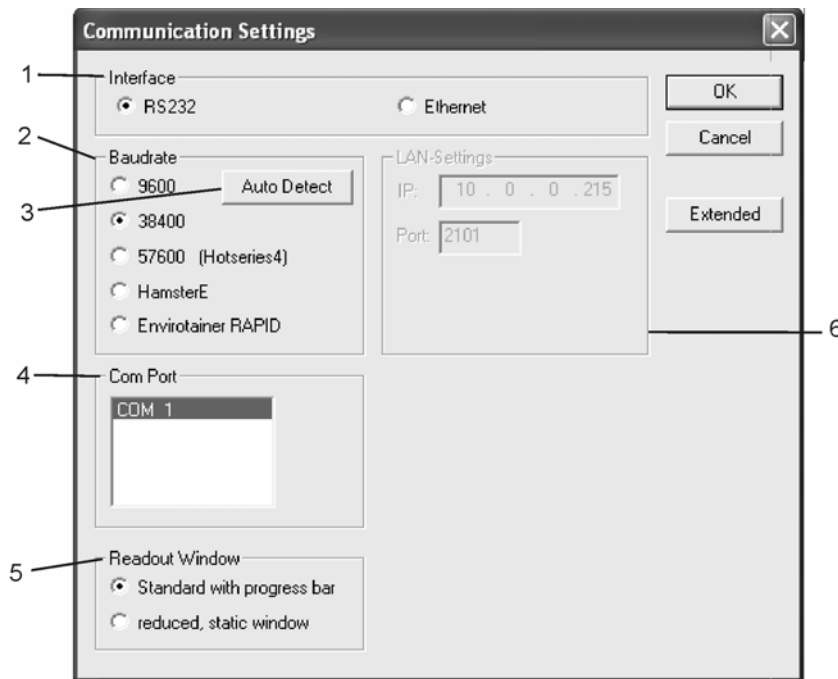 Communication Settings
1
Interface
RS232
Ethernet
OK
Cancel
Extended
2
Baudrate
3
9600
Auto Detect
38400
57600 (Hotseries4)
HamsterE
Envirotainer RAPID
LAN-Settings
IP: 10 . 0 . 0 . 215
Port: 2101
6
4
Com Port
COM 1
5
Readout Window
Standard with progress bar
reduced, static window